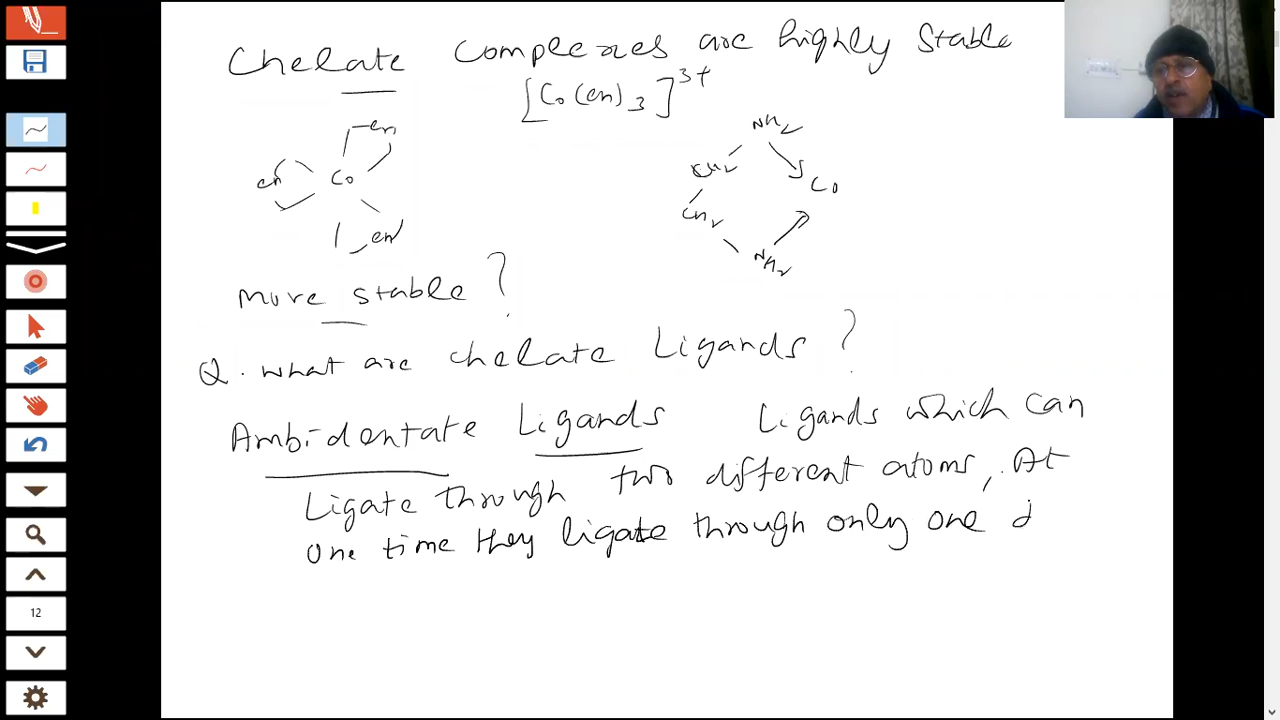 Chelate complexes are highly stable
[Co(en)3]3+
en
en
Co
en
NH2
CH2
Co
CH2
NH2
More stable?
Q. what are chelate Ligands?
Ambidentate Ligands Ligands which can
Ligate through two different atoms, At
one time they ligate through only one d
12